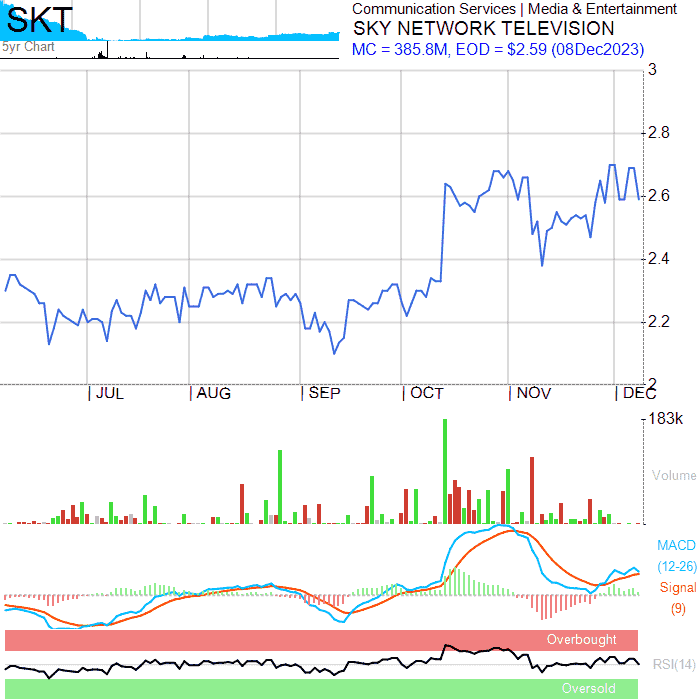 SKT
5yr Chart
Communication Services | Media & Entertainment
SKY NETWORK TELEVISION
MC = 385.8M, EOD = $2.59 (08Dec2023)
3
2.8
2.6
2.4
2.2
2
| JUL | AUG | SEP | OCT | NOV | DEC
183k
Volume
MACD
(12-26)
Signal
(9)
Overbought
RSI(14)
Oversold